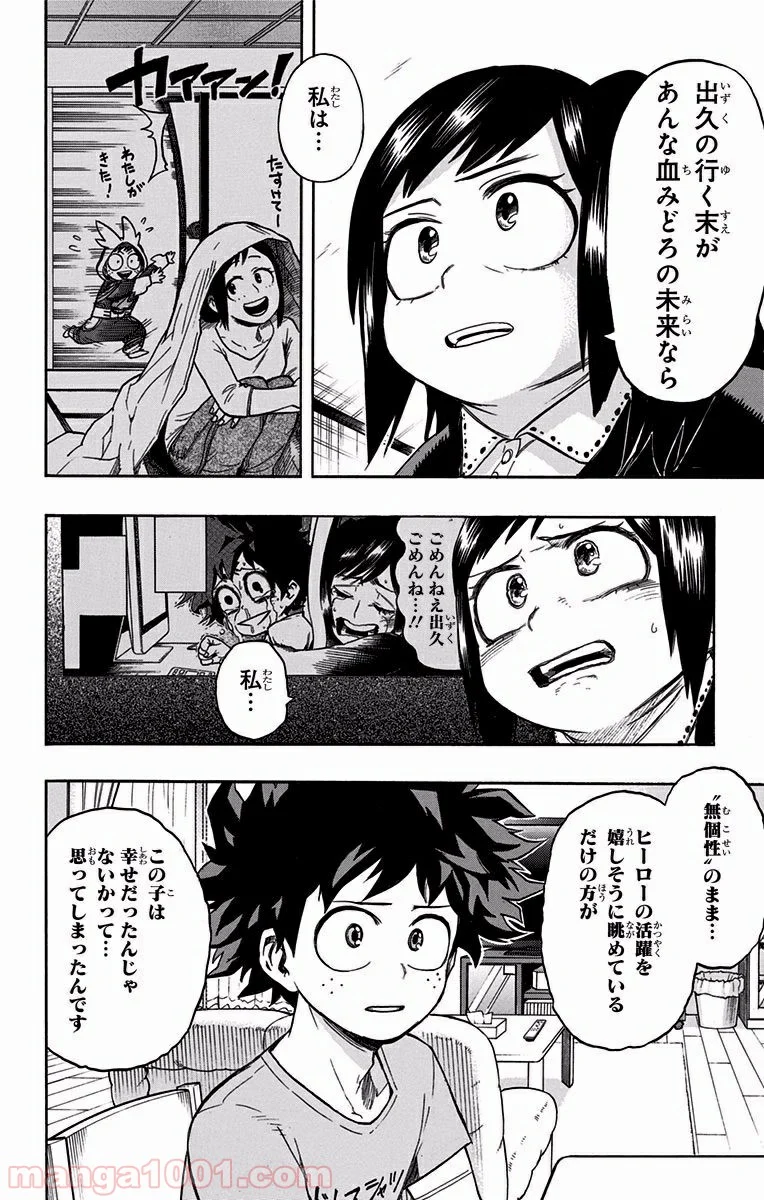 出久の行く末が
あんな血みどろの未来なら
私は…
カアアアン！
たすけてー
わたしが
きた！
ごめんねえ出久
ごめんね…!!
私…
〝無個性〟のまま…
ヒーローの活躍を
嬉しそうに眺めている
だけの方が
この子は
幸せだったんじゃ
ないかって…
思ってしまったんです
manga1001.com